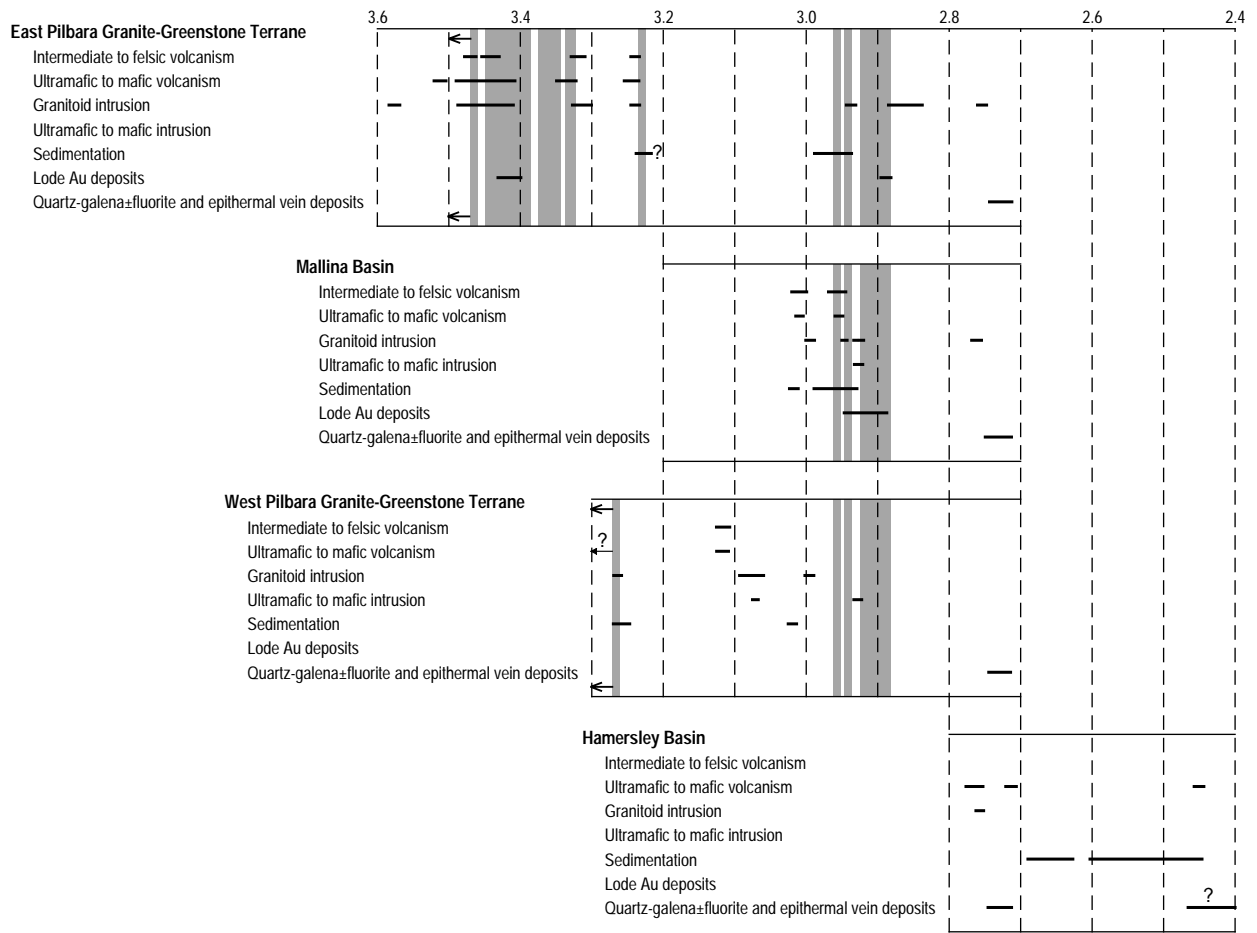 3.6 3.4 3.2 3.0 2.8 2.6 2.4
East Pilbara Granite-Greenstone Terrane
Intermediate to felsic volcanism
Ultramafic to mafic volcanism
Granitoid intrusion
Ultramafic to mafic intrusion
Sedimentation ?
Lode Au deposits
Quartz-galena±fluorite and epithermal vein deposits
Mallina Basin
Intermediate to felsic volcanism
Ultramafic to mafic volcanism
Granitoid intrusion
Ultramafic to mafic intrusion
Sedimentation
Lode Au deposits
Quartz-galena±fluorite and epithermal vein deposits
West Pilbara Granite-Greenstone Terrane
Intermediate to felsic volcanism
?
Ultramafic to mafic volcanism
Granitoid intrusion
Ultramafic to mafic intrusion
Sedimentation
Lode Au deposits
Quartz-galena±fluorite and epithermal vein deposits
Hamersley Basin
Intermediate to felsic volcanism
Ultramafic to mafic volcanism
Granitoid intrusion
Ultramafic to mafic intrusion
Sedimentation
Lode Au deposits
?
Quartz-galena±fluorite and epithermal vein deposits